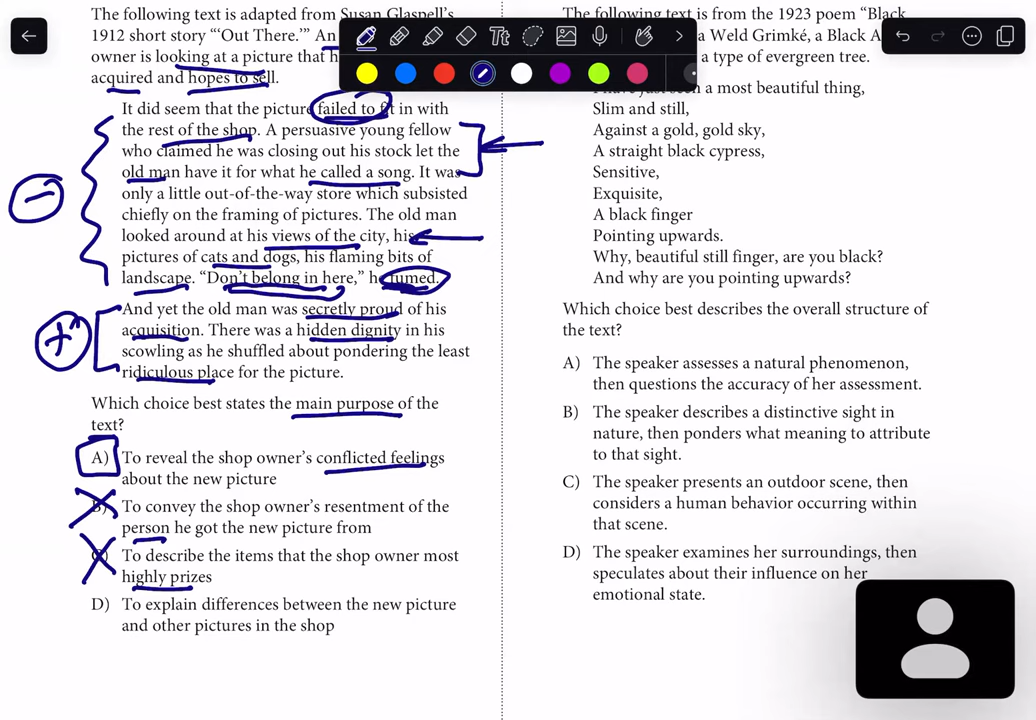 The following text is adapted from Susan Glaspell's
1912 short story "'Out There.'" An
owner is looking at a picture that h
acquired and hopes to sell.
It did seem that the picture failed to fit in with
the rest of the shop. A persuasive young fellow
who claimed he was closing out his stock let the
old man have it for what he called a song. It was
only a little out-of-the-way store which subsisted
chiefly on the framing of pictures. The old man
looked around at his views of the city, his
pictures of cats and dogs, his flaming bits of
landscape. "Don't belong in here," he fumed.
And yet the old man was secretly proud of his
acquisition. There was a hidden dignity in his
scowling as he shuffled about pondering the least
ridiculous place for the picture.
Which choice best states the main purpose of the
text?
A) To reveal the shop owner's conflicted feelings
about the new picture
B) To convey the shop owner's resentment of the
person he got the new picture from
C) To describe the items that the shop owner most
highly prizes
D) To explain differences between the new picture
and other pictures in the shop
The following text is from the 1923 poem "Black
a Weld Grimké, a Black A
a type of evergreen tree.
I have just seen a most beautiful thing,
Slim and still,
Against a gold, gold sky,
A straight black cypress,
Sensitive,
Exquisite,
A black finger
Pointing upwards.
Why, beautiful still finger, are you black?
And why are you pointing upwards?
Which choice best describes the overall structure of
the text?
A) The speaker assesses a natural phenomenon,
then questions the accuracy of her assessment.
B) The speaker describes a distinctive sight in
nature, then ponders what meaning to attribute
to that sight.
C) The speaker presents an outdoor scene, then
considers a human behavior occurring within
that scene.
D) The speaker examines her surroundings, then
speculates about their influence on her
emotional state.
Tt